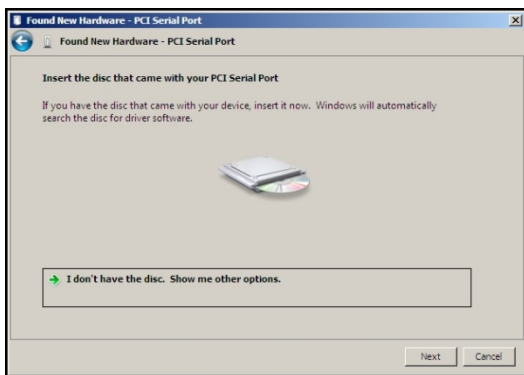 Found New Hardware - PCI Serial Port
Found New Hardware - PCI Serial Port
Insert the disc that came with your PCI Serial Port
If you have the disc that came with your device, insert it now. Windows will automatically
search the disc for driver software.
I don't have the disc. Show me other options.
Next Cancel